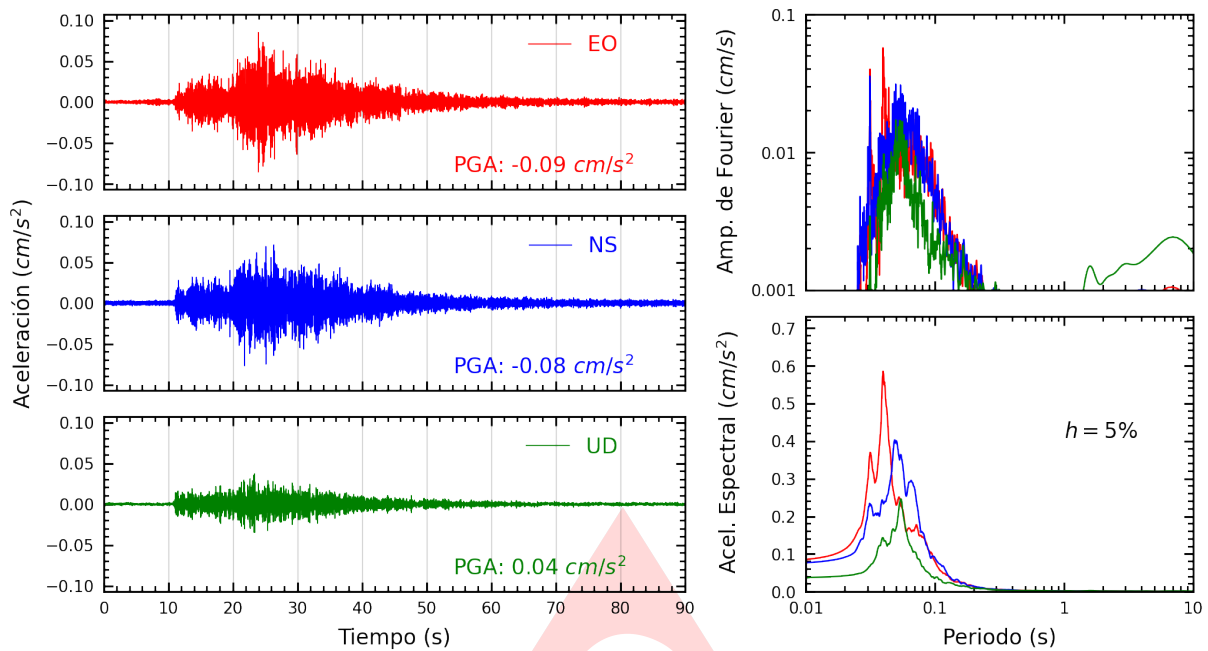 Aceleración (cm/s²)
0.10
0.05
0.00
−0.05
−0.10
EO
PGA: -0.09 cm/s²
0.10
0.05
0.00
−0.05
−0.10
NS
PGA: -0.08 cm/s²
0.10
0.05
0.00
−0.05
−0.10
UD
PGA: 0.04 cm/s²
0 10 20 30 40 50 60 70 80 90
Tiempo (s)
Amp. de Fourier (cm/s)
0.1
0.01
0.001
Acel. Espectral (cm/s²)
0.7
0.6
0.5
0.4
0.3
0.2
0.1
0.0
h = 5%
0.01 0.1 1 10
Periodo (s)